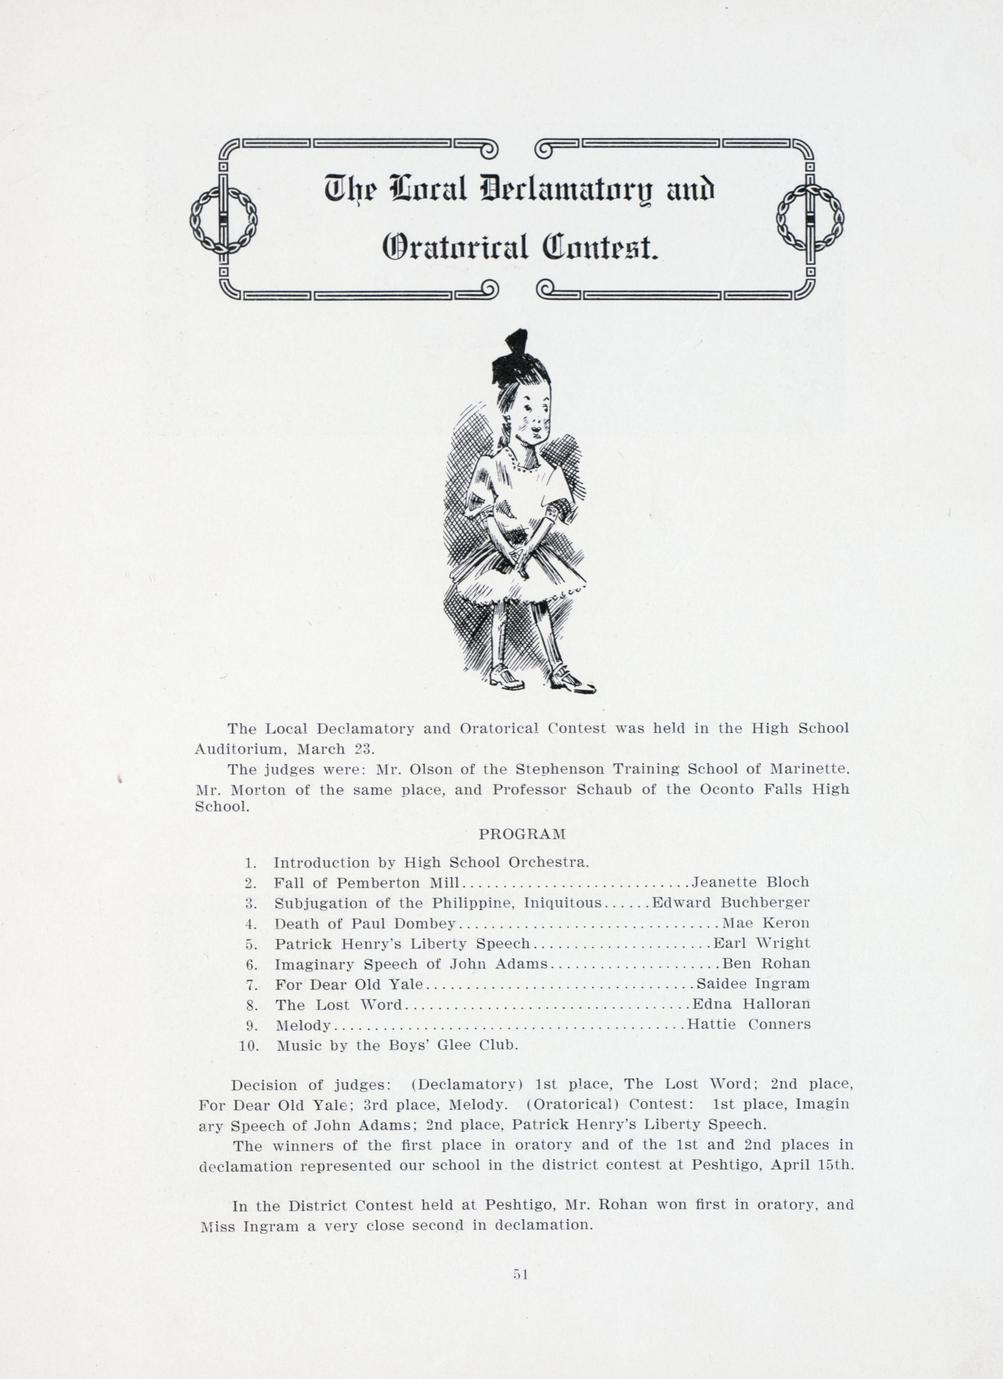 The Local Declamatory and
Oratorical Contest.
The Local Declamatory and Oratorical Contest was held in the High School
Auditorium, March 23.
The judges were: Mr. Olson of the Stephenson Training School of Marinette,
Mr. Morton of the same place, and Professor Schaub of the Oconto Falls High
School.
PROGRAM
1. Introduction by High School Orchestra.
2. Fall of Pemberton Mill............................Jeanette Bloch
3. Subjugation of the Philippine, Iniquitous......Edward Buchberger
4. Death of Paul Dombey................................Mae Keron
5. Patrick Henry's Liberty Speech......................Earl Wright
6. Imaginary Speech of John Adams.....................Ben Rohan
7. For Dear Old Yale.................................Saidee Ingram
8. The Lost Word...................................Edna Halloran
9. Melody...........................................Hattie Conners
10. Music by the Boys' Glee Club.
Decision of judges: (Declamatory) 1st place, The Lost Word; 2nd place,
For Dear Old Yale; 3rd place, Melody. (Oratorical) Contest: 1st place, Imagin
ary Speech of John Adams; 2nd place, Patrick Henry's Liberty Speech.
The winners of the first place in oratory and of the 1st and 2nd places in
declamation represented our school in the district contest at Peshtigo, April 15th.
In the District Contest held at Peshtigo, Mr. Rohan won first in oratory, and
Miss Ingram a very close second in declamation.
51